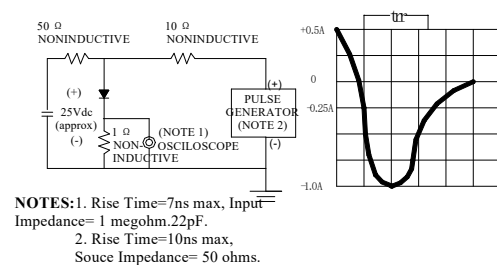 50 Ω
NONINDUCTIVE
10 Ω
NONINDUCTIVE
(+)
25Vdc
(approx)
(-)
1 Ω
NON-
INDUCTIVE
(NOTE 1)
OSCILOSCOPE
(+)
PULSE
GENERATOR
(NOTE 2)
(-)
trr
+0.5A
0
-0.25A
-1.0A
NOTES:1. Rise Time=7ns max, Input
Impedance= 1 megohm.22pF.
2. Rise Time=10ns max,
Souce Impedance= 50 ohms.